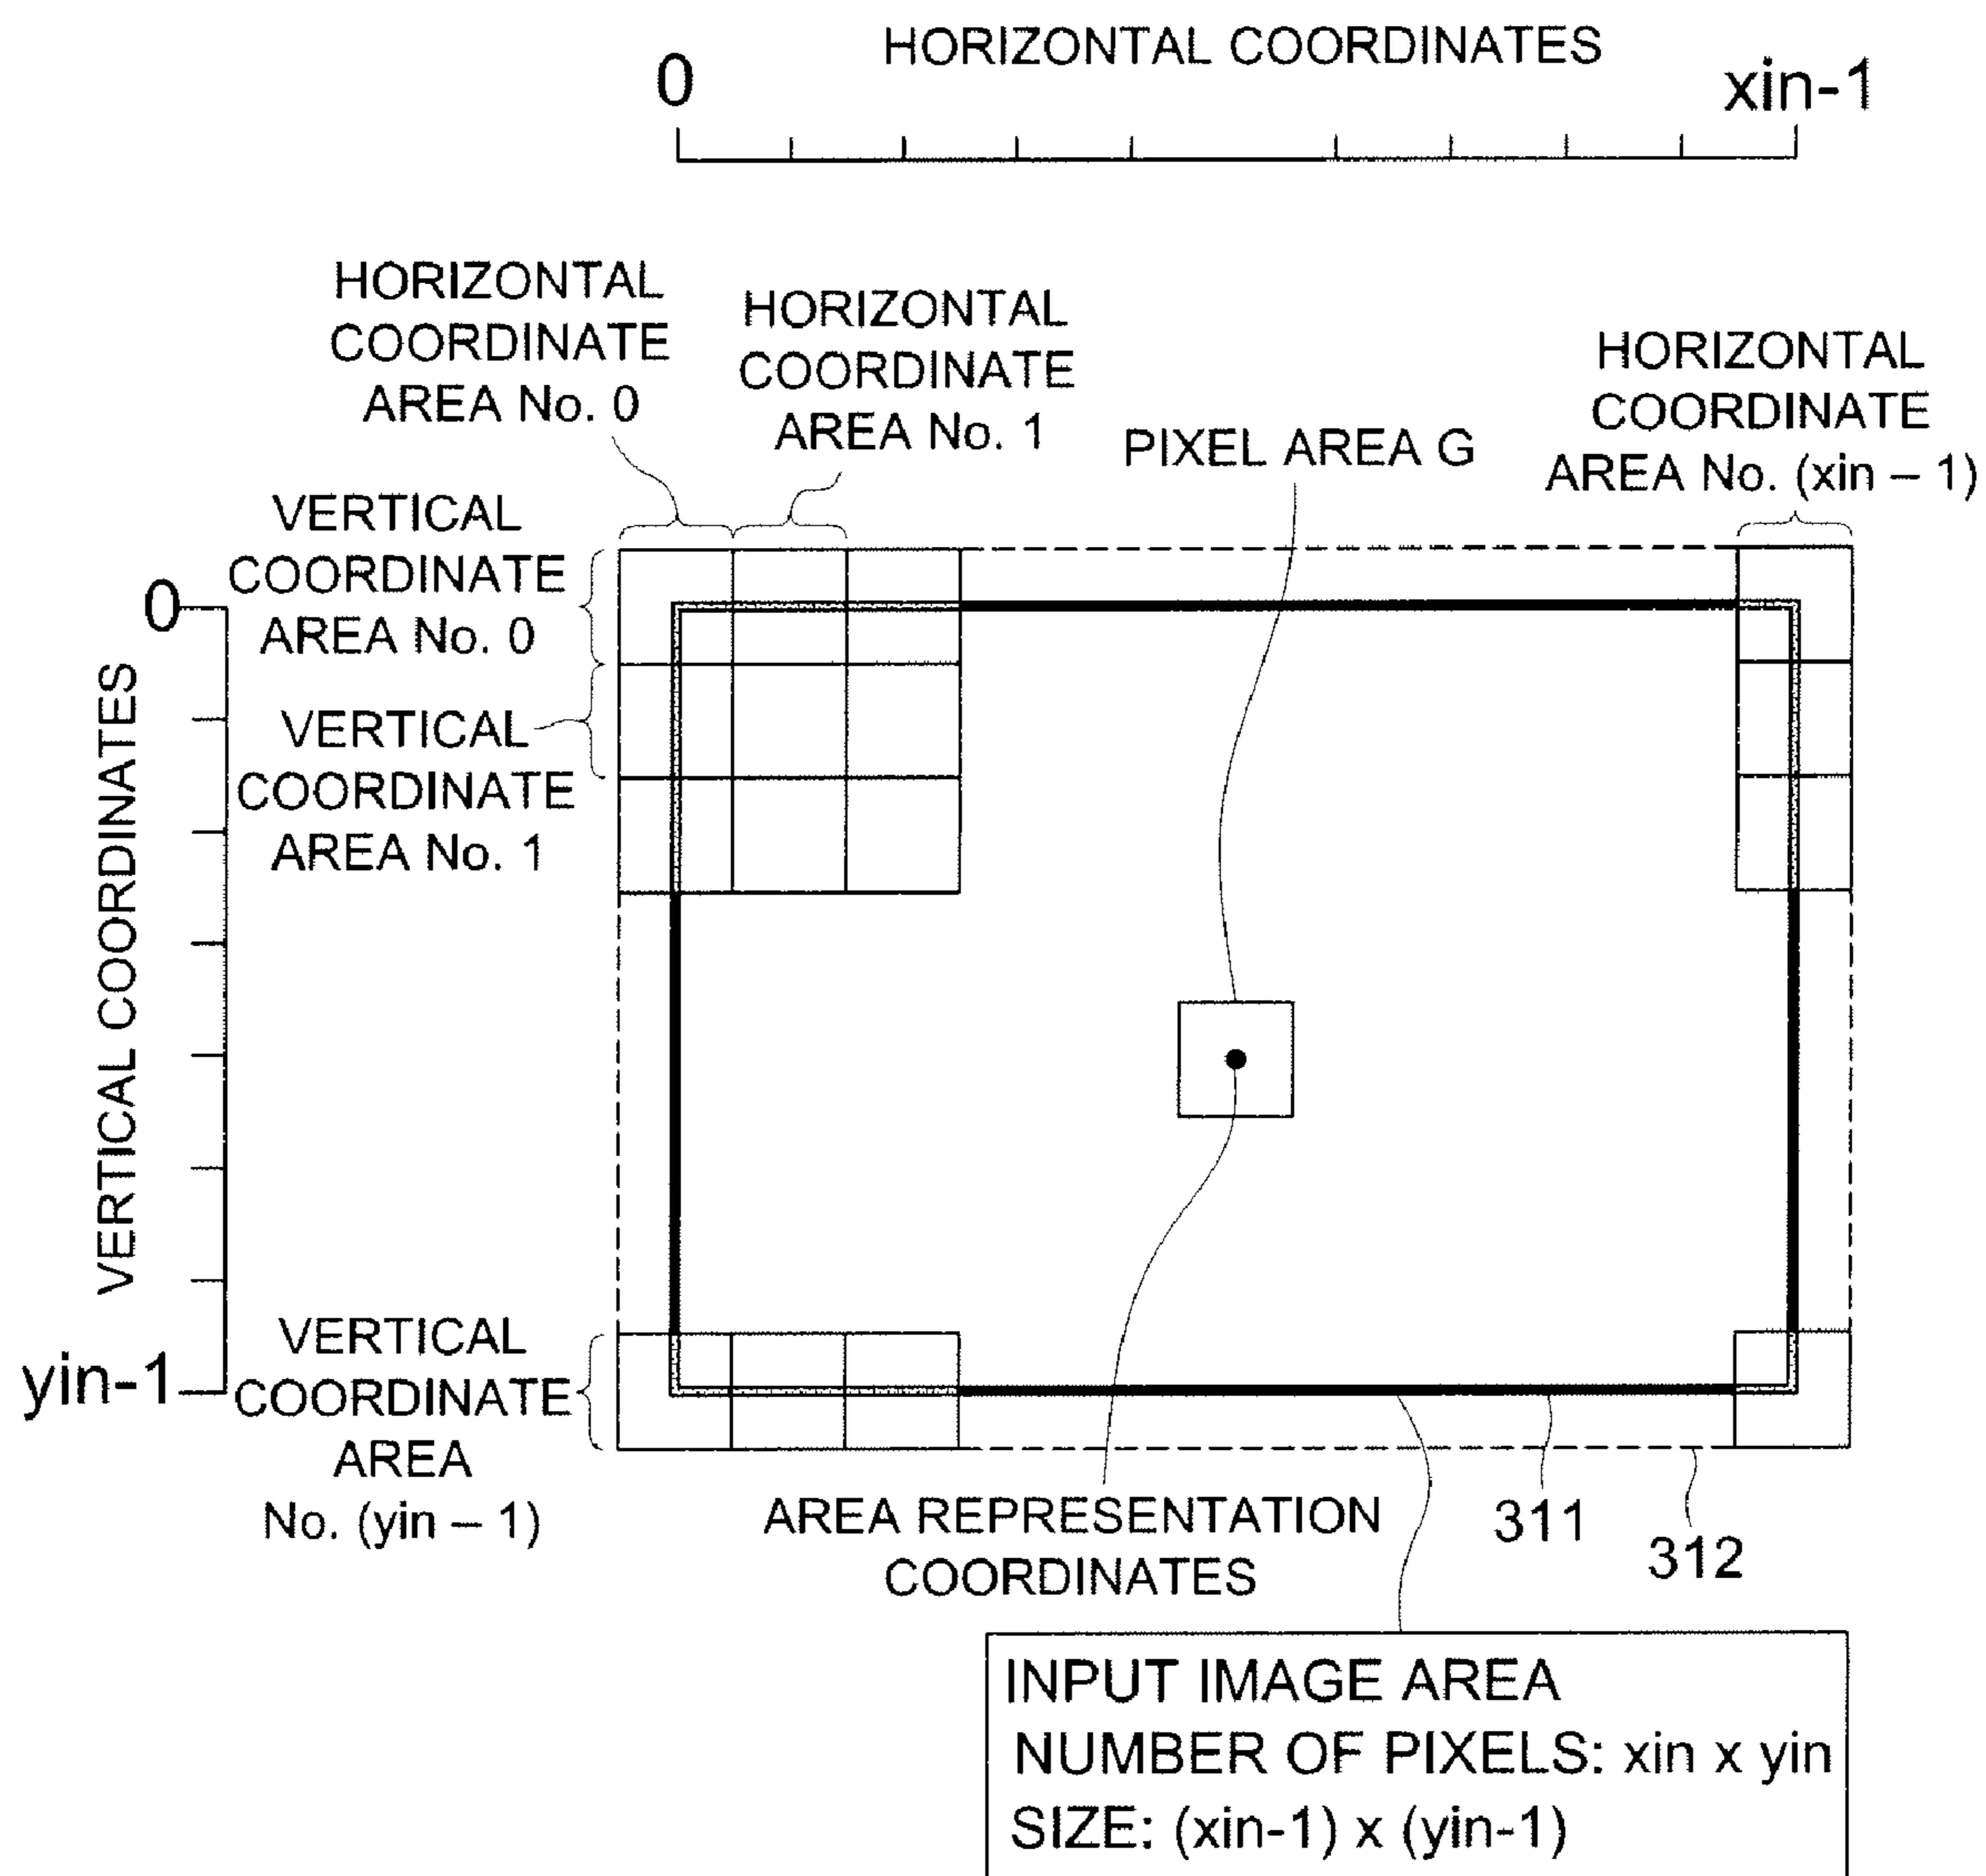 HORIZONTAL COORDINATES
0
xin-1
HORIZONTAL
COORDINATE
AREA No. 0
HORIZONTAL
COORDINATE
AREA No. 1
PIXEL AREA G
HORIZONTAL
COORDINATE
AREA No. (xin – 1)
VERTICAL
COORDINATE
AREA No. 0
0
VERTICAL COORDINATES
VERTICAL
COORDINATE
AREA No. 1
VERTICAL
COORDINATE
AREA
No. (yin – 1)
yin-1
AREA REPRESENTATION
COORDINATES
311
312
INPUT IMAGE AREA
NUMBER OF PIXELS: xin x yin
SIZE: (xin-1) x (yin-1)